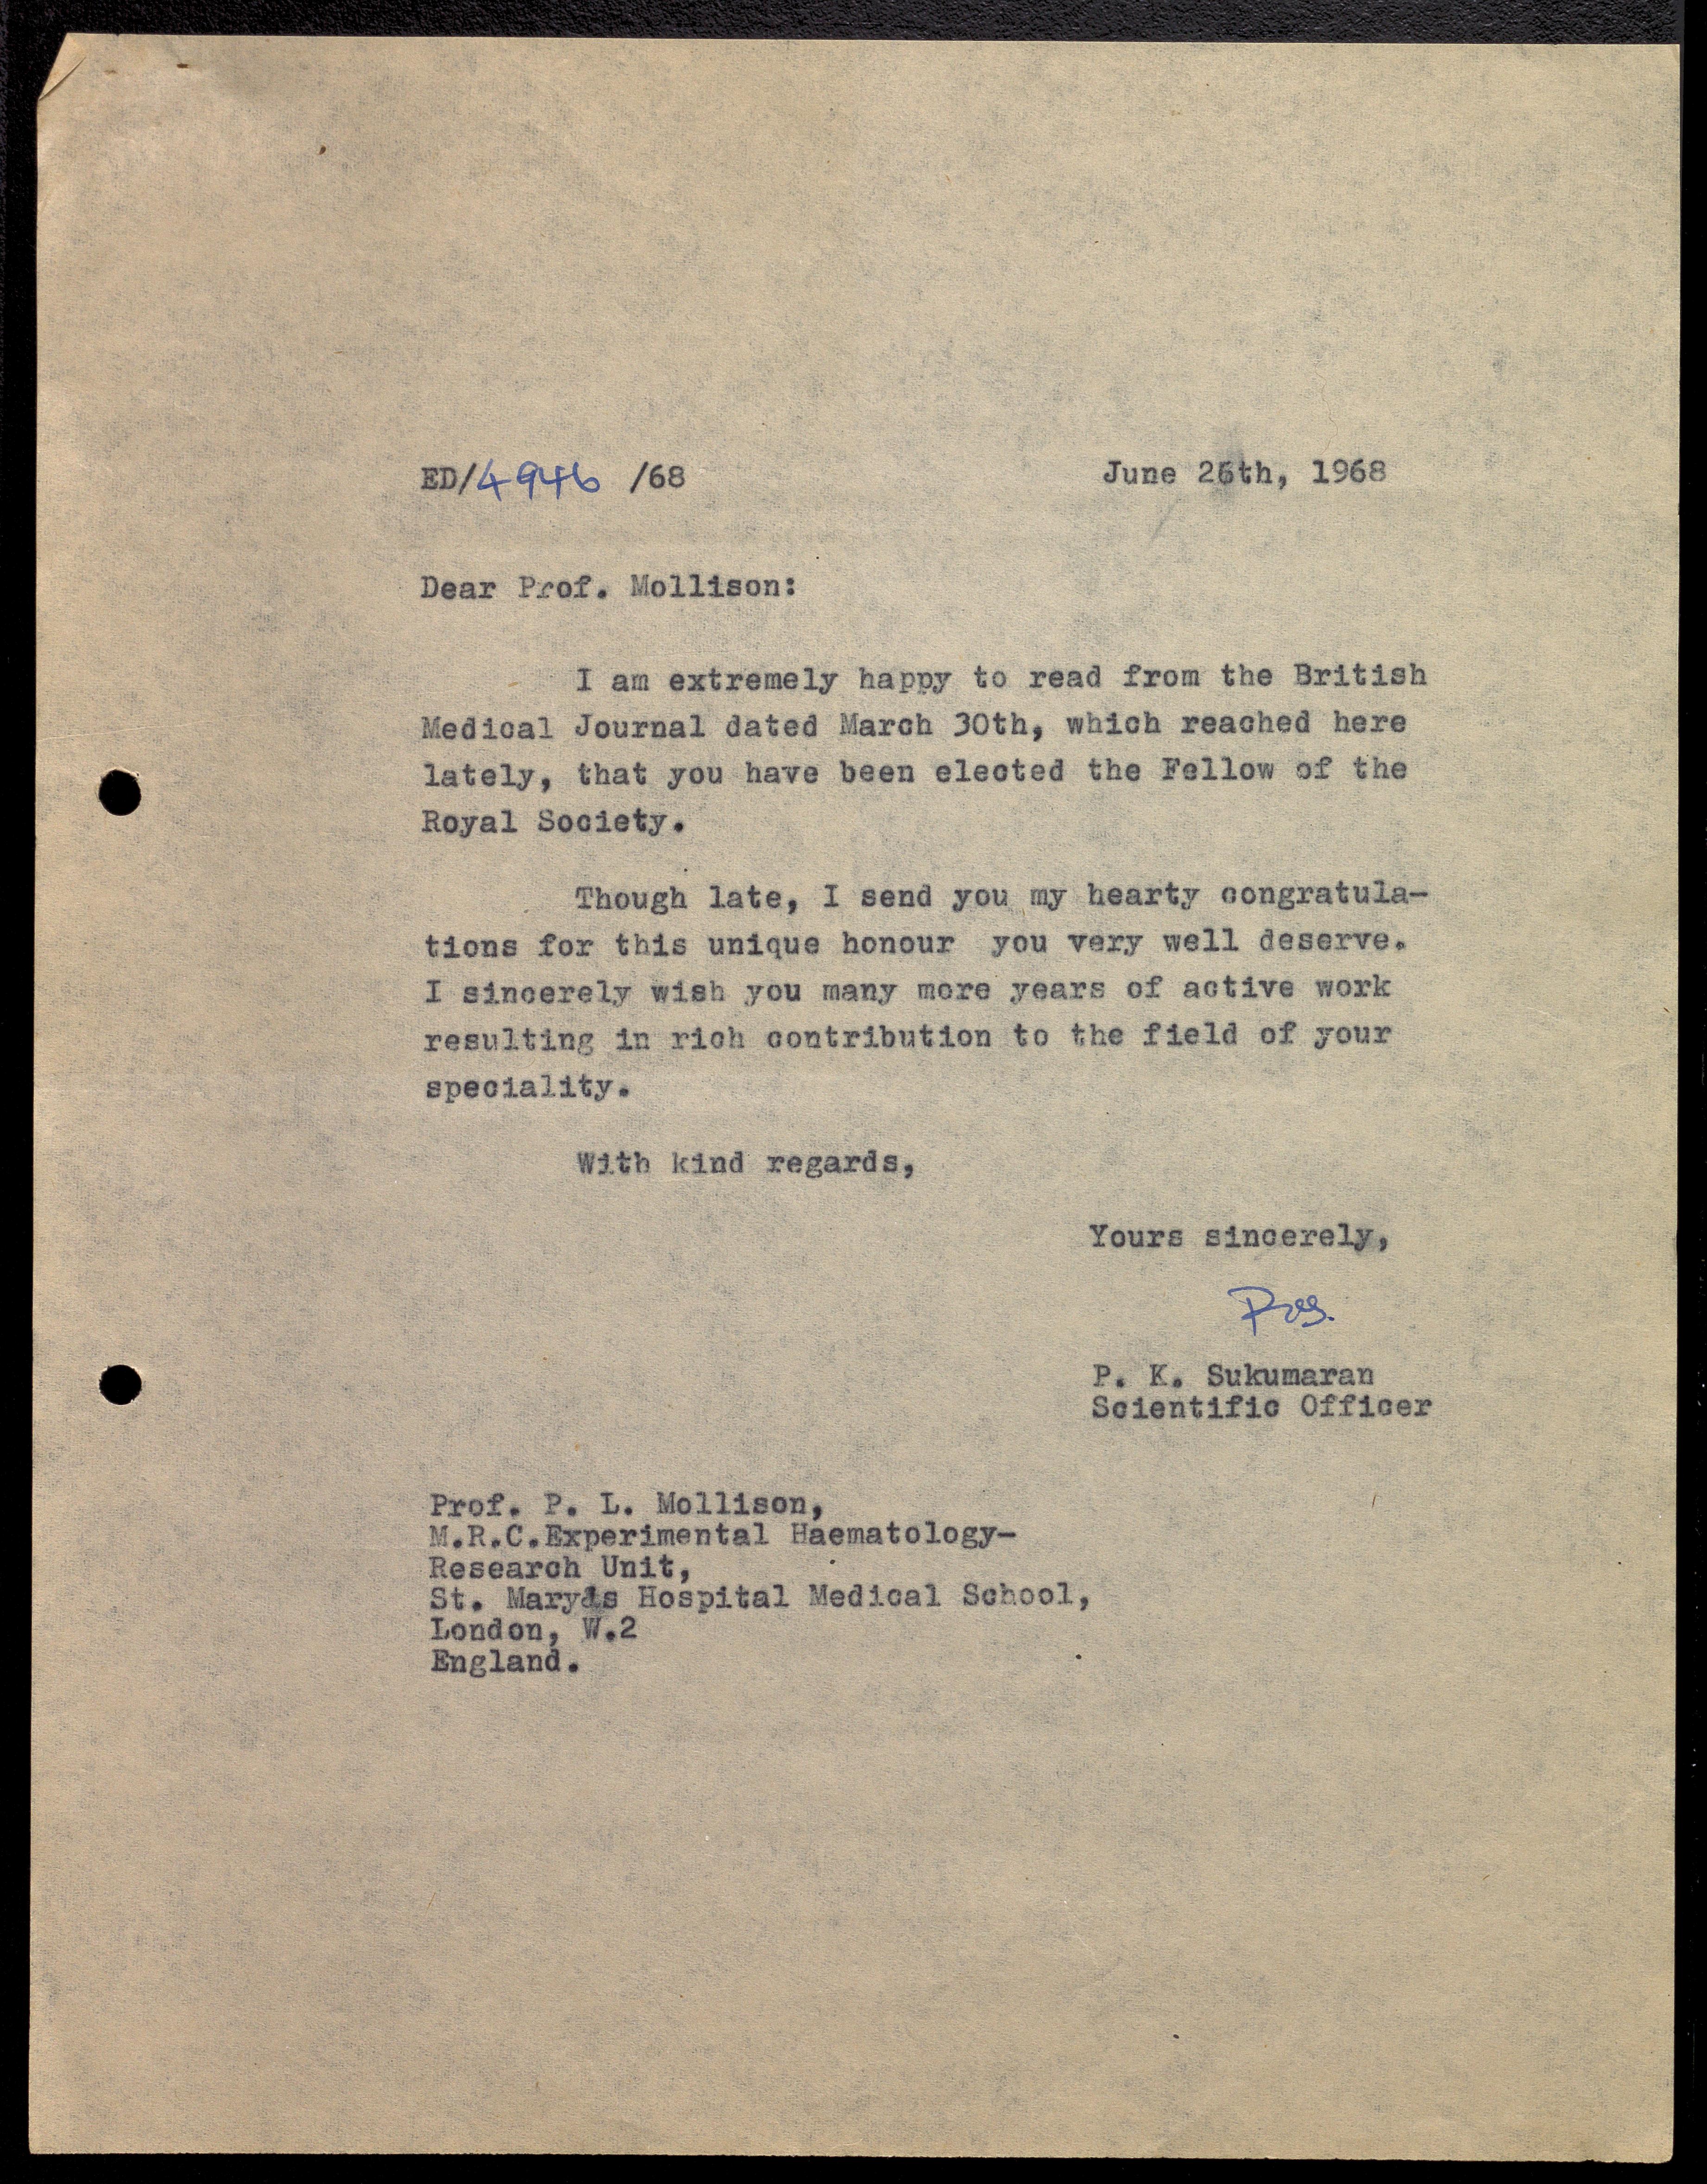 ED/4946 /68 June 26th, 1968
Dear Prof. Mollison:
I am extremely happy to read from the British
Medical Journal dated March 30th, which reached here
lately, that you have been elected the Fellow of the
Royal Society.
Though late, I send you my hearty congratula-
tions for this unique honour you very well deserve.
I sincerely wish you many more years of active work
resulting in rich contribution to the field of your
speciality.
With kind regards,
Yours sincerely,
P. K. Sukumaran
Scientific Officer
Prof. P. L. Mollison,
M.R.C.Experimental Haematology-
Research Unit,
St. Mary's Hospital Medical School,
London, W.2
England.